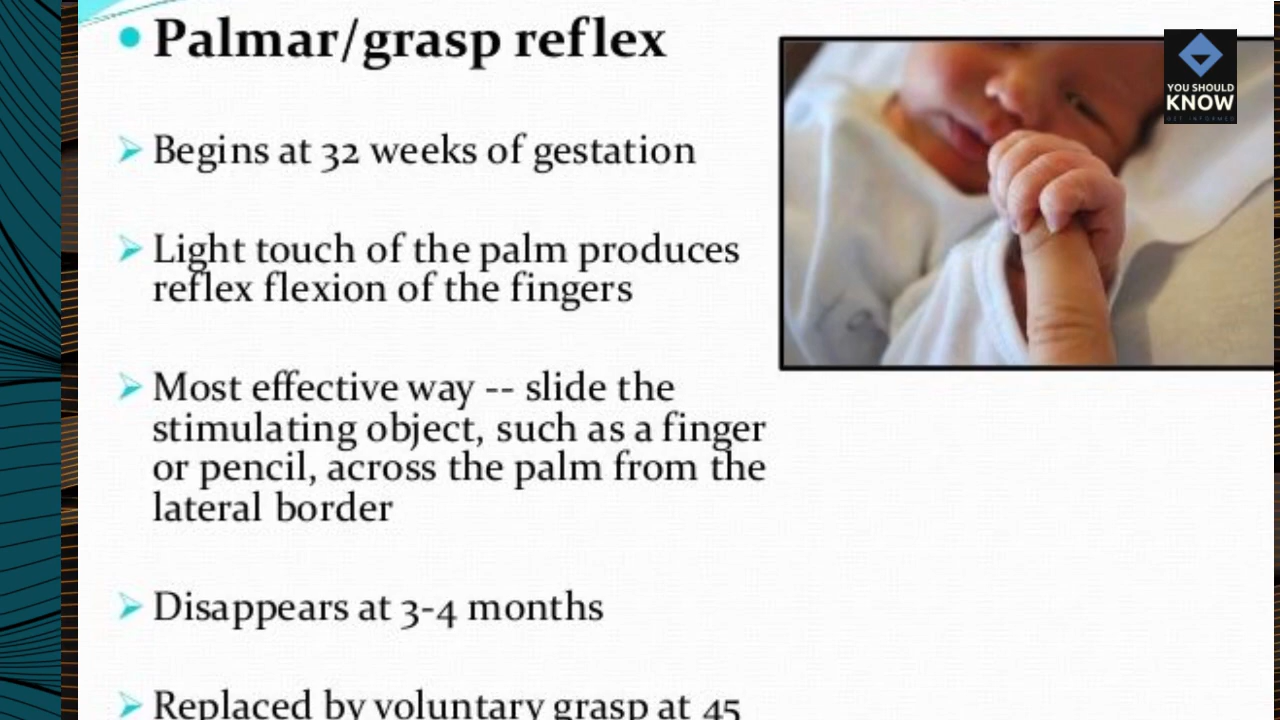 Palmar/grasp reflex
Begins at 32 weeks of gestation
Light touch of the palm produces
reflex flexion of the fingers
Most effective way -- slide the
stimulating object, such as a finger
or pencil, across the palm from the
lateral border
Disappears at 3-4 months
Replaced by voluntary grasp at 45
YOU SHOULD
KNOW
GET INFORMED